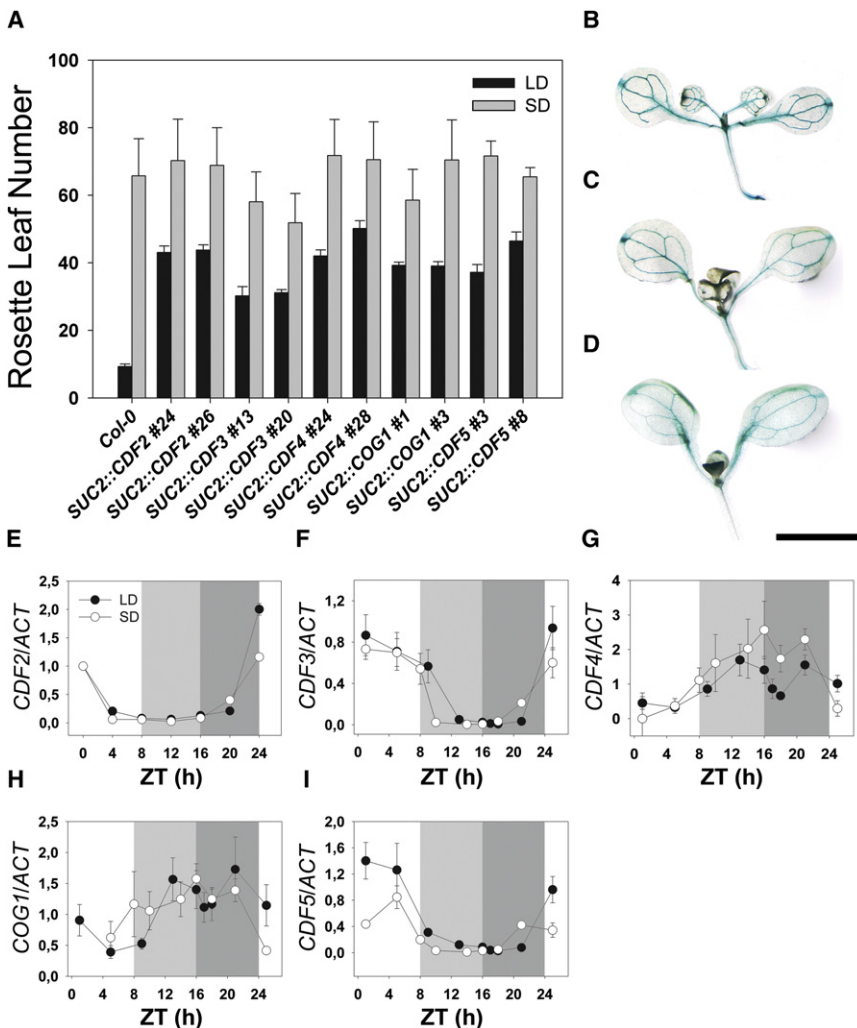 A
B
C
D
Rosette Leaf Number
100
80
60
40
20
0
LD
SD
Col-0
SUC2::CDF2 #24
SUC2::CDF2 #26
SUC2::CDF3 #13
SUC2::CDF3 #20
SUC2::CDF4 #24
SUC2::CDF4 #28
SUC2::COG1 #1
SUC2::COG1 #3
SUC2::CDF5 #3
SUC2::CDF5 #8
E
CDF2/ACT
2,5
2,0
1,5
1,0
0,5
0,0
LD
SD
0 4 8 12 16 20 24
ZT (h)
F
CDF3/ACT
1,2
0,8
0,4
0,0
0 4 8 12 16 20 24
ZT (h)
G
CDF4/ACT
4
3
2
1
0
0 4 8 12 16 20 24
ZT (h)
H
COG1/ACT
2,5
2,0
1,5
1,0
0,5
0,0
0 4 8 12 16 20 24
ZT (h)
I
CDF5/ACT
2,0
1,6
1,2
0,8
0,4
0,0
0 4 8 12 16 20 24
ZT (h)